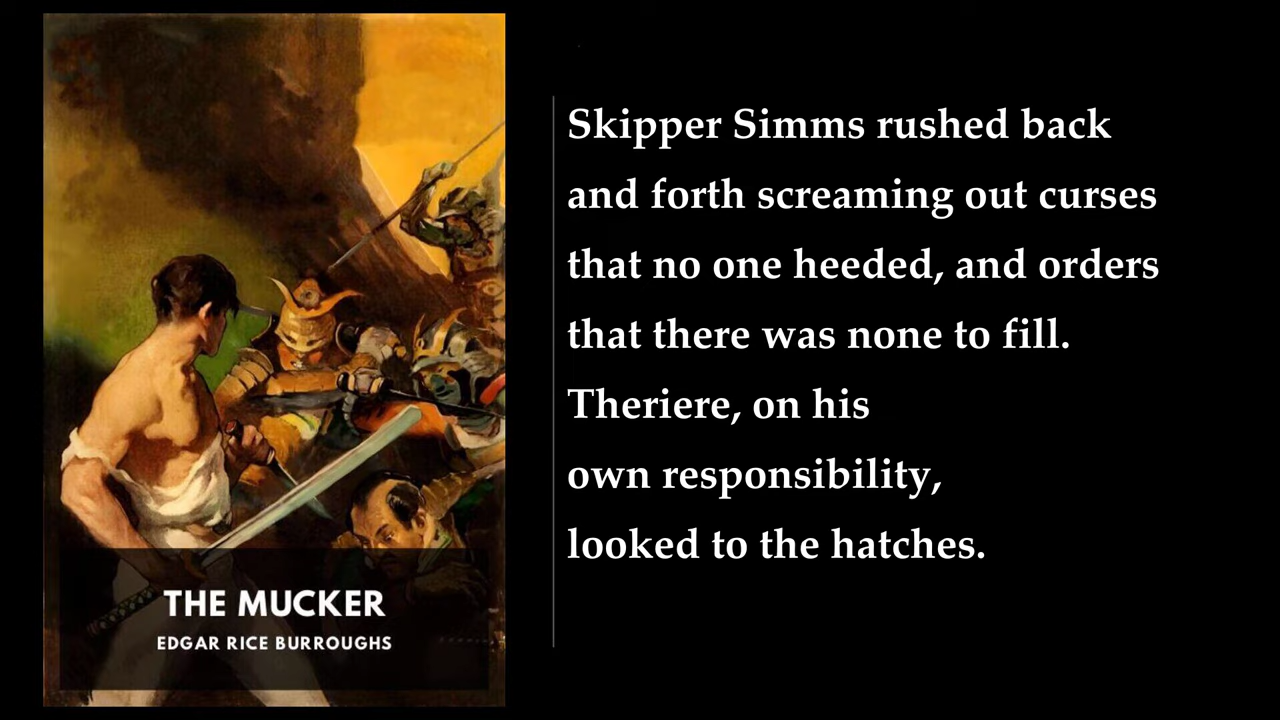 THE MUCKER
EDGAR RICE BURROUGHS
Skipper Simms rushed back
and forth screaming out curses
that no one heeded, and orders
that there was none to fill.
Theriere, on his
own responsibility,
looked to the hatches.